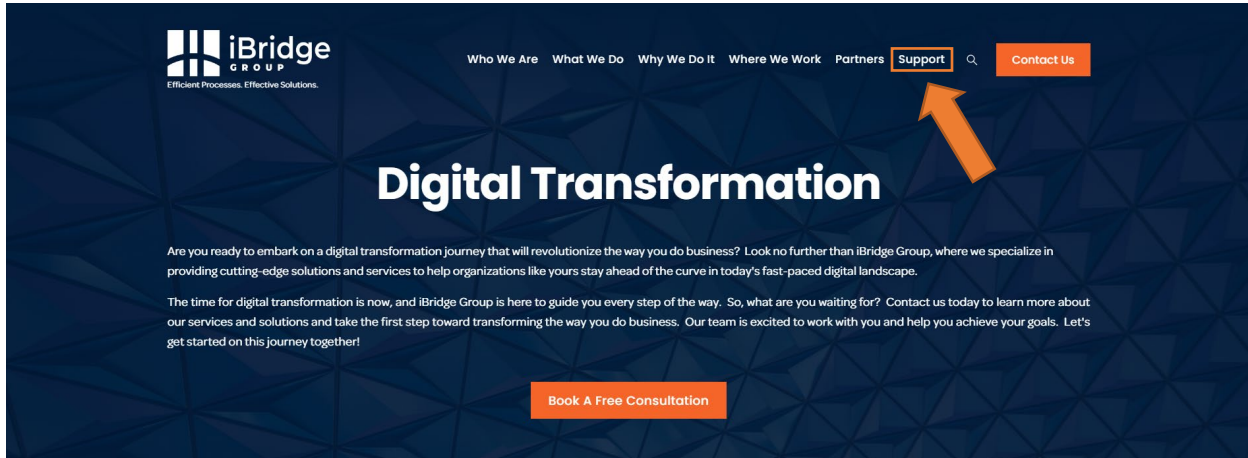 iBridge
GROUP
Efficient Processes. Effective Solutions.
Who We Are What We Do Why We Do It Where We Work Partners Support Contact Us
Digital Transformation
Are you ready to embark on a digital transformation journey that will revolutionize the way you do business? Look no further than iBridge Group, where we specialize in
providing cutting-edge solutions and services to help organizations like yours stay ahead of the curve in today's fast-paced digital landscape.
The time for digital transformation is now, and iBridge Group is here to guide you every step of the way. So, what are you waiting for? Contact us today to learn more about
our services and solutions and take the first step toward transforming the way you do business. Our team is excited to work with you and help you achieve your goals. Let's
get started on this journey together!
Book A Free Consultation